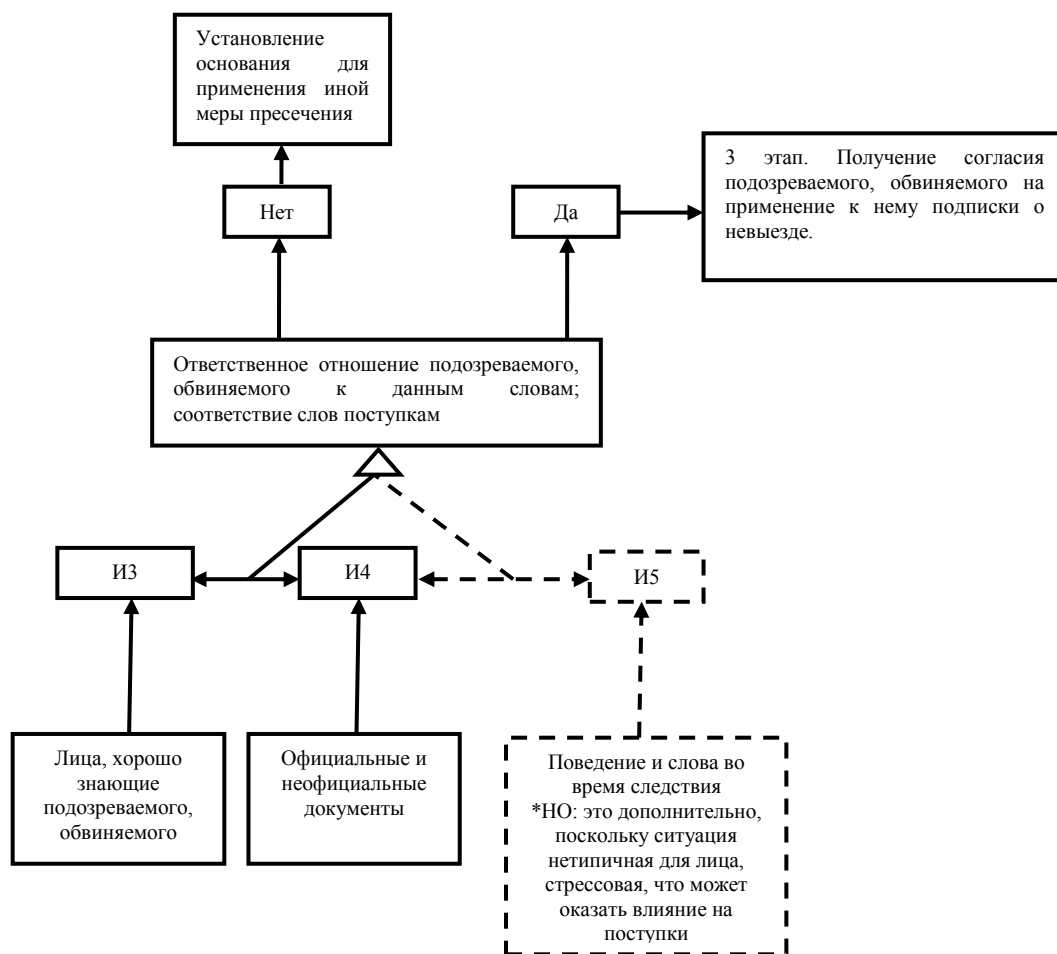 Установление
основания для
применения иной
меры пресечения
Нет
Да
3 этап. Получение согласия
подозреваемого, обвиняемого на
применение к нему подписки о
невыезде.
Ответственное отношение подозреваемого,
обвиняемого к данным словам;
соответствие слов поступкам
И3
И4
И5
Лица, хорошо
знающие
подозреваемого,
обвиняемого
Официальные и
неофициальные
документы
Поведение и слова во
время следствия
*НО: это дополнительно,
поскольку ситуация
нетипичная для лица,
стрессовая, что может
оказать влияние на
поступки